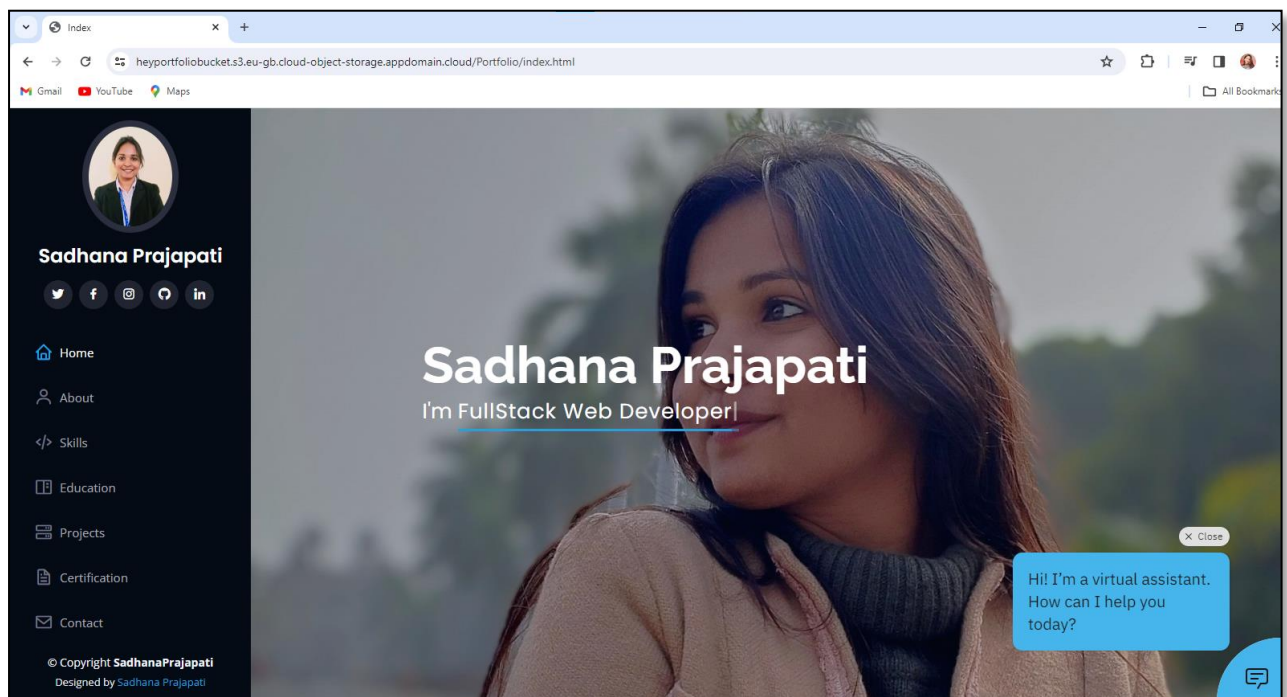 Index
heyportfoliobucket.s3.eu-gb.cloud-object-storage.appdomain.cloud/Portfolio/index.html
Gmail YouTube Maps All Bookmarks
Sadhana Prajapati
Home
About
Skills
Education
Projects
Certification
Contact
© Copyright SadhanaPrajapati
Designed by Sadhana Prajapati
Sadhana Prajapati
I'm FullStack Web Developer
× Close
Hi! I'm a virtual assistant.
How can I help you
today?